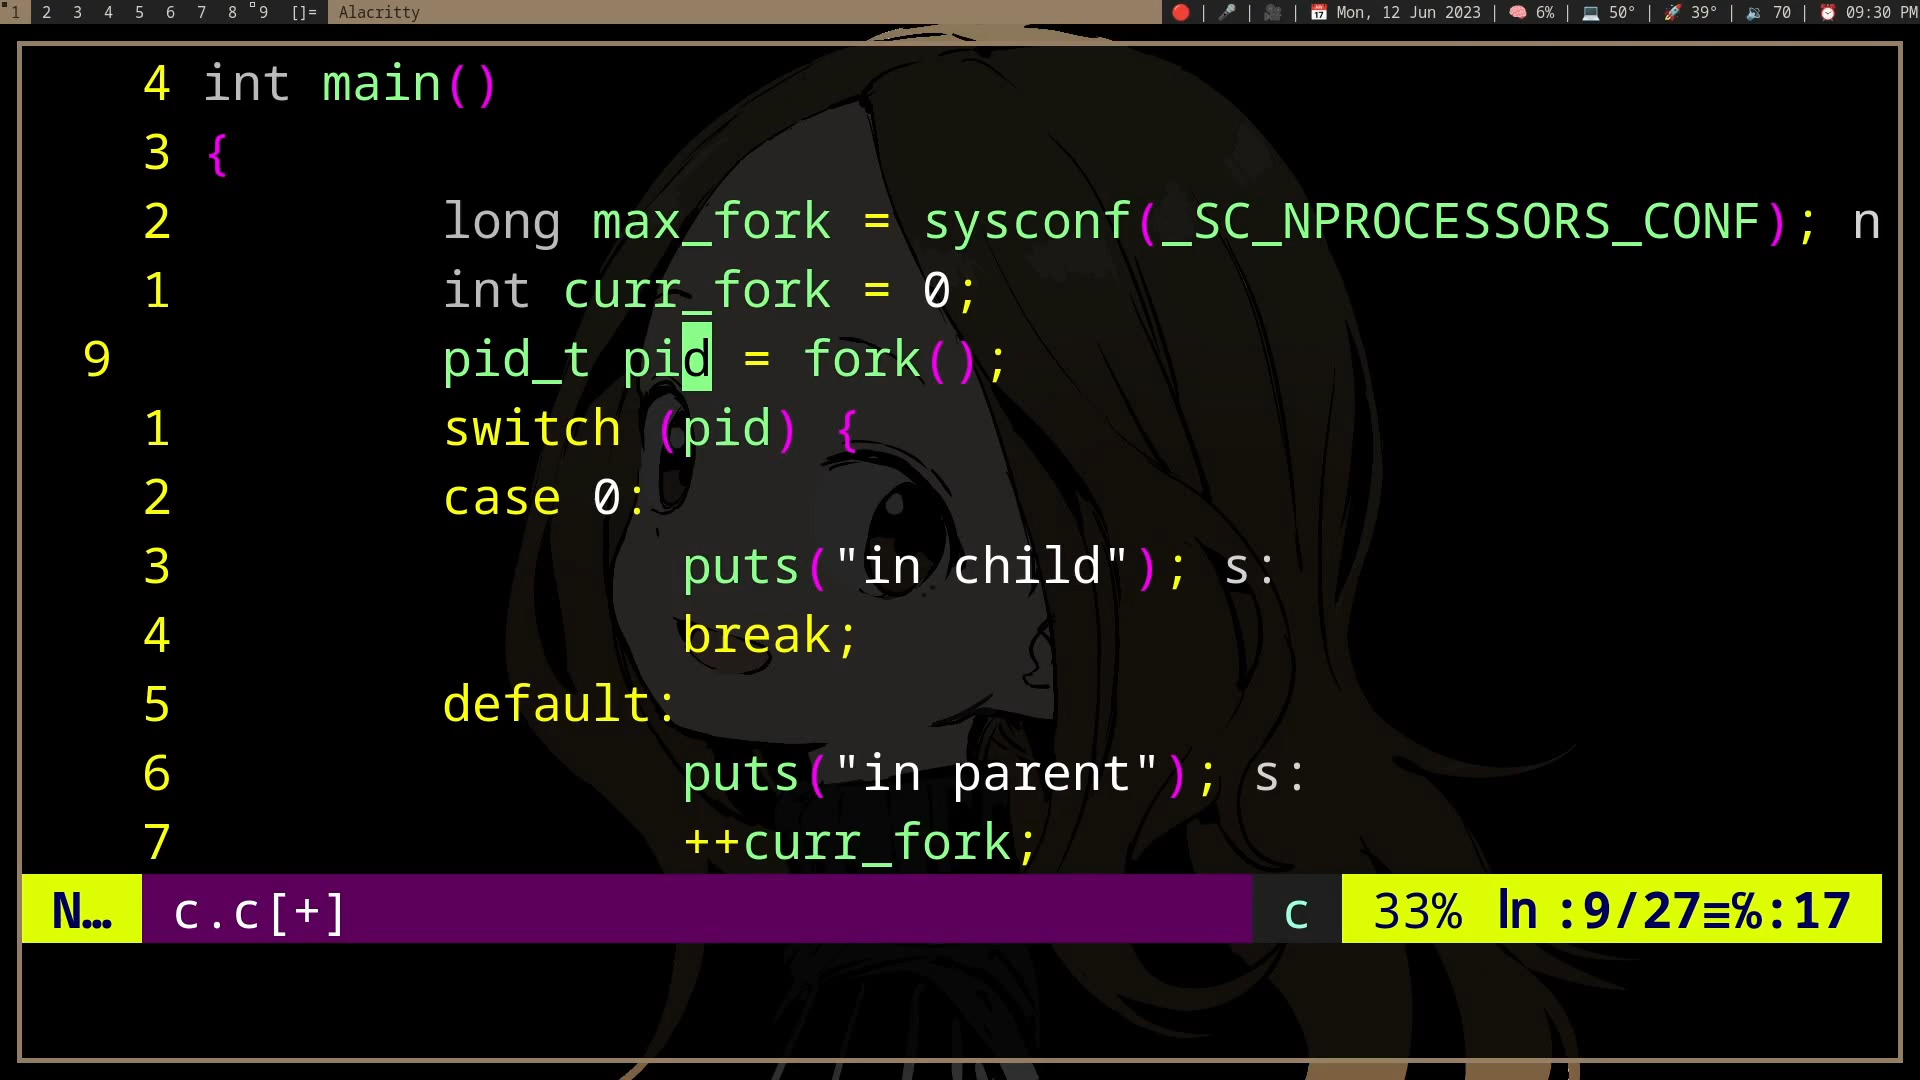 1 2 3 4 5 6 7 8 9 []= Alacritty | | | Mon, 12 Jun 2023 | 6% | 50° | 39° | 70 | 09:30 PM
4 int main()
3 {
2 long max_fork = sysconf(_SC_NPROCESSORS_CONF); n
1 int curr_fork = 0;
9 pid_t pid = fork();
1 switch (pid) {
2 case 0:
3 puts("in child"); s:
4 break;
5 default:
6 puts("in parent"); s:
7 ++curr_fork;
N… c.c[+] c 33% ln :9/27≡℅:17